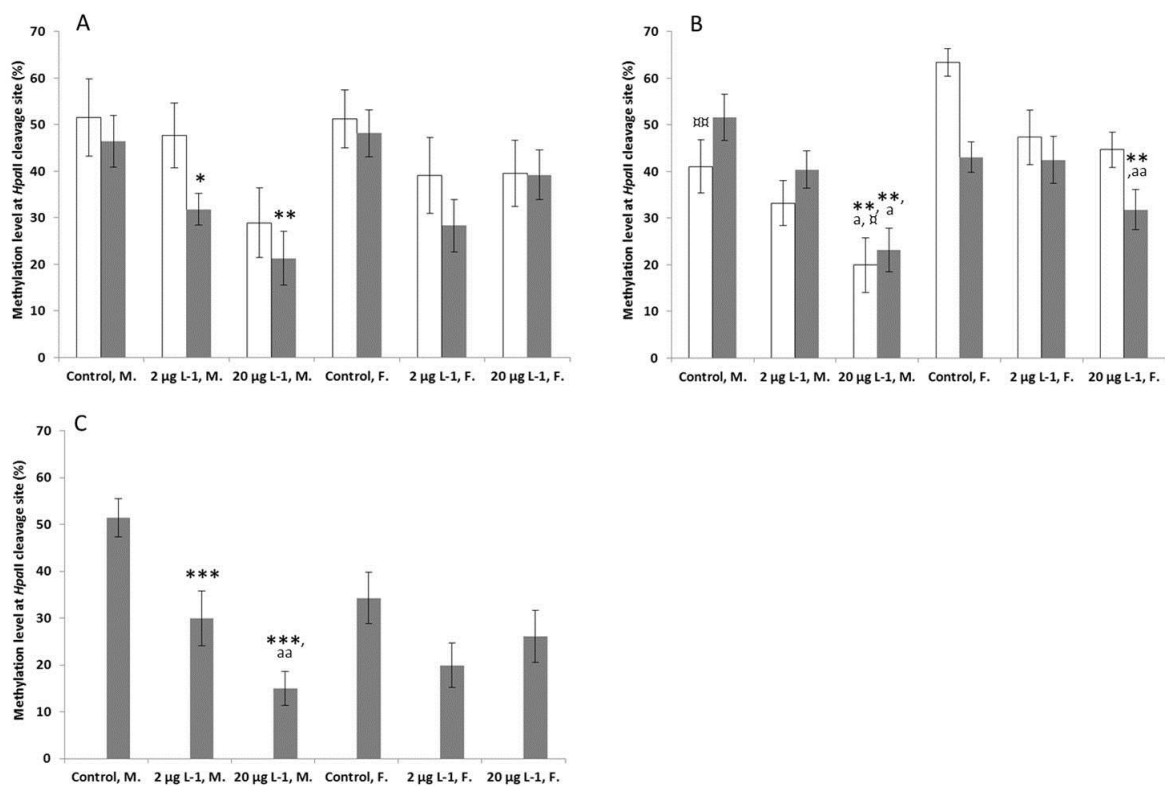 A
Methylation level at HpaII cleavage site (%)
70
60
50
40
30
20
10
0
*
**
Control, M. 2 µg L-1, M. 20 µg L-1, M. Control, F. 2 µg L-1, F. 20 µg L-1, F.
B
Methylation level at HpaII cleavage site (%)
70
60
50
40
30
20
10
0
¤¤
**, **,
a, ¤ a
**
,aa
Control, M. 2 µg L-1, M. 20 µg L-1, M. Control, F. 2 µg L-1, F. 20 µg L-1, F.
C
Methylation level at HpaII cleavage site (%)
70
60
50
40
30
20
10
0
***
***,
aa
Control, M. 2 µg L-1, M. 20 µg L-1, M. Control, F. 2 µg L-1, F. 20 µg L-1, F.